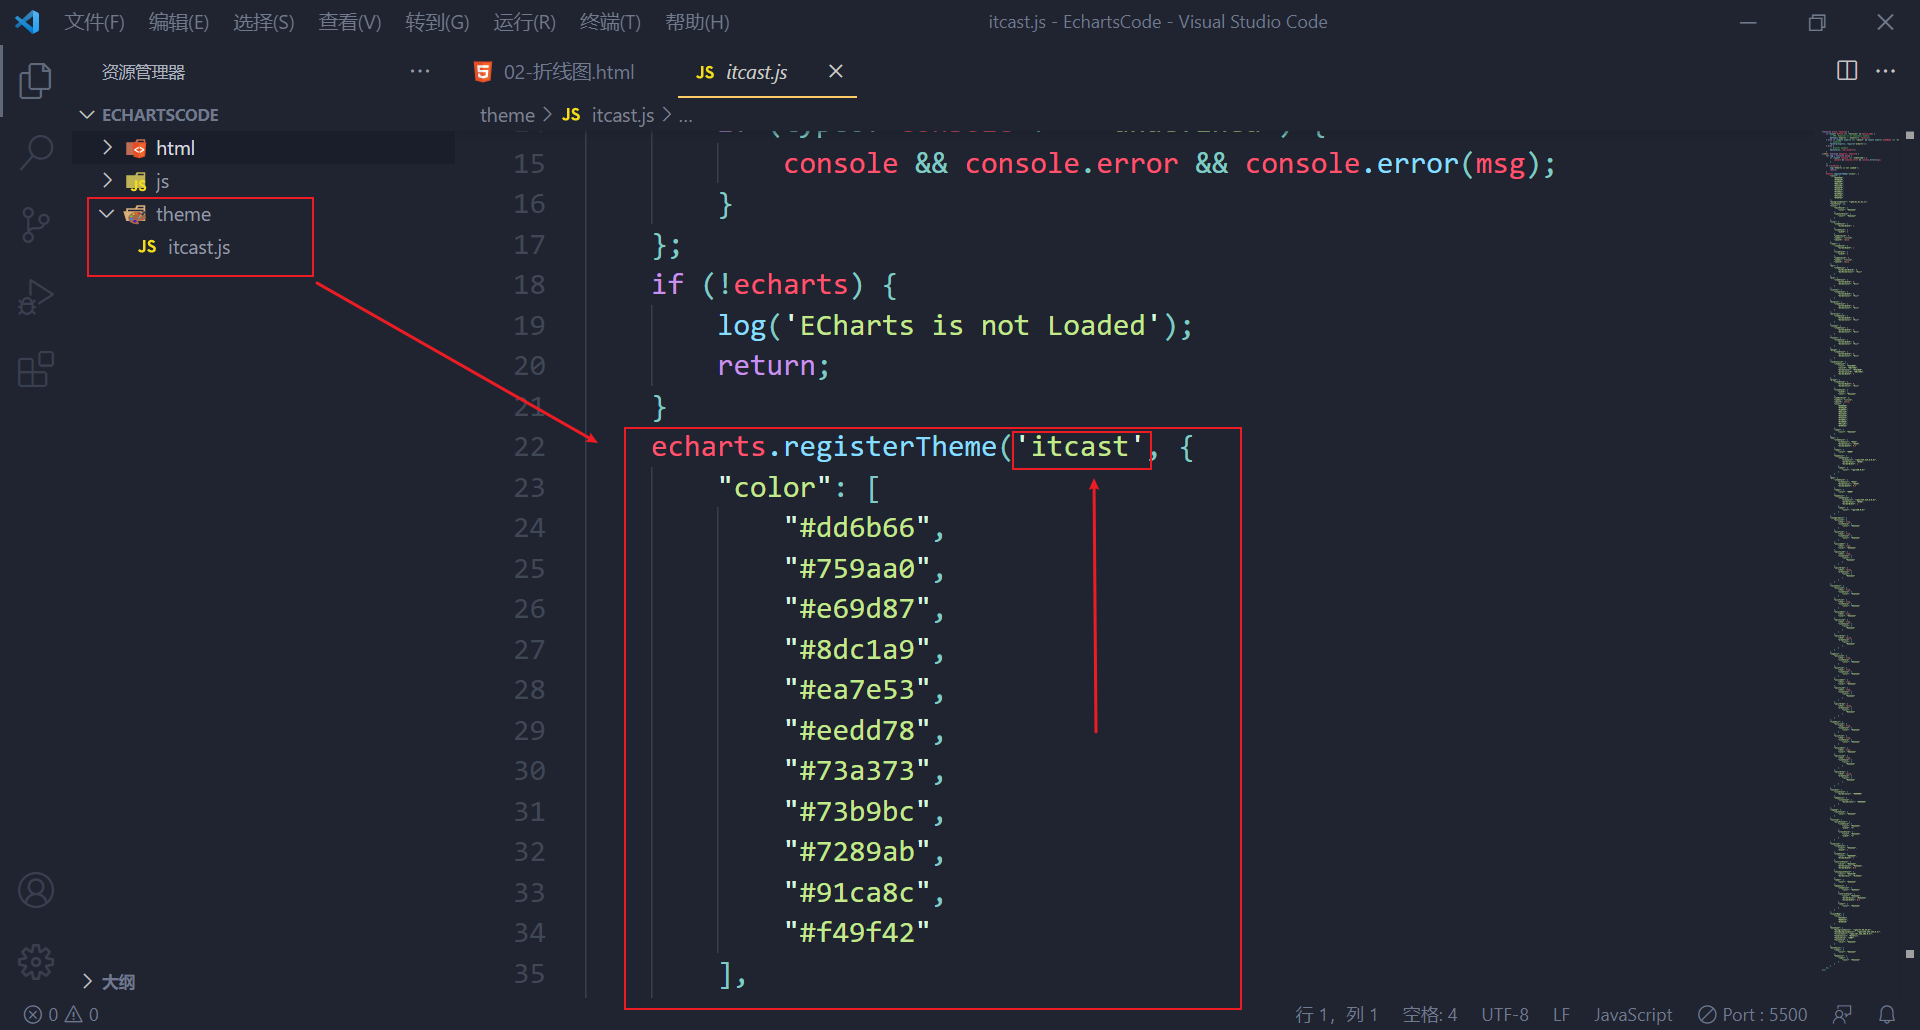 文件(F) 编辑(E) 选择(S) 查看(V) 转到(G) 运行(R) 终端(T) 帮助(H) itcast.js - EchartsCode - Visual Studio Code
资源管理器 ···
02-折线图.html
JS itcast.js
ECHARTSCODE
html
js
theme
JS itcast.js
大纲
theme > JS itcast.js > ...
15 console && console.error && console.error(msg);
16 }
17 };
18 if (!echarts) {
19 log('ECharts is not Loaded');
20 return;
21 }
22 echarts.registerTheme('itcast', {
23 "color": [
24 "#dd6b66",
25 "#759aa0",
26 "#e69d87",
27 "#8dc1a9",
28 "#ea7e53",
29 "#eedd78",
30 "#73a373",
31 "#73b9bc",
32 "#7289ab",
33 "#91ca8c",
34 "#f49f42"
35 ],
0 0 行 1, 列 1 空格: 4 UTF-8 LF JavaScript Port : 5500